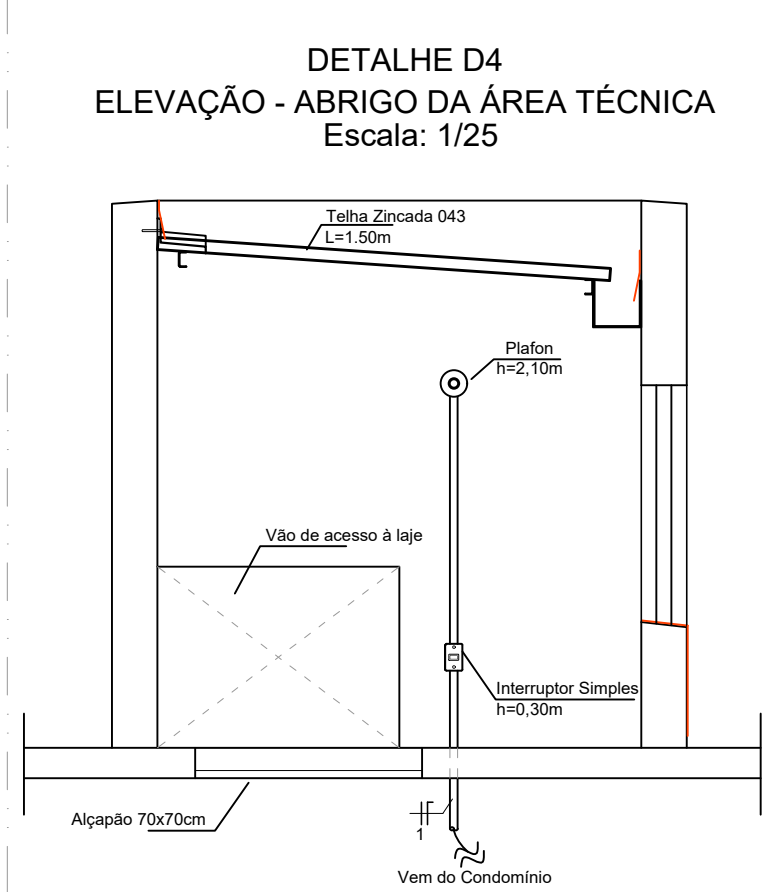 DETALHE D4
ELEVAÇÃO - ABRIGO DA ÁREA TÉCNICA
Escala: 1/25
Telha Zincada 043
L=1.50m
Plafon
h=2,10m
Vão de acesso à laje
Interruptor Simples
h=0,30m
Alçapão 70x70cm
1
Vem do Condomínio